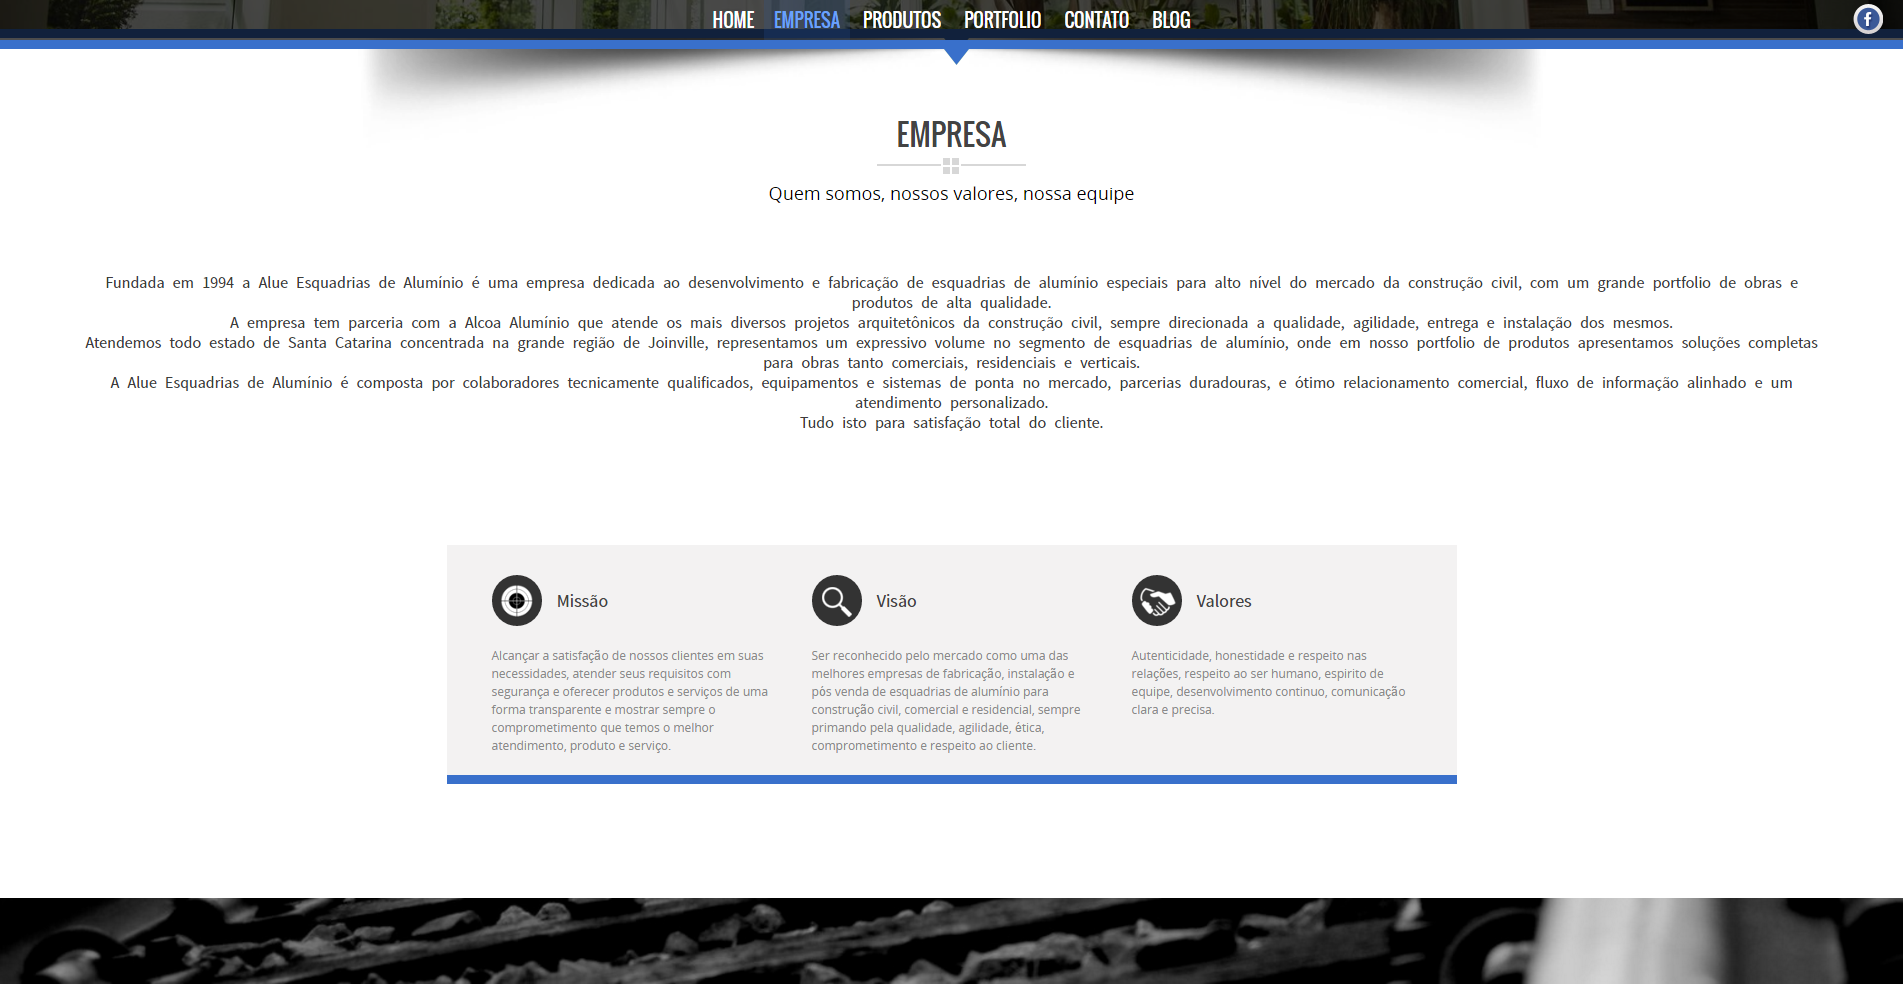 HOME EMPRESA PRODUTOS PORTFOLIO CONTATO BLOG
EMPRESA
Quem somos, nossos valores, nossa equipe
Fundada em 1994 a Alue Esquadrias de Alumínio é uma empresa dedicada ao desenvolvimento e fabricação de esquadrias de alumínio especiais para alto nível do mercado da construção civil, com um grande portfolio de obras e
produtos de alta qualidade.
A empresa tem parceria com a Alcoa Alumínio que atende os mais diversos projetos arquitetônicos da construção civil, sempre direcionada a qualidade, agilidade, entrega e instalação dos mesmos.
Atendemos todo estado de Santa Catarina concentrada na grande região de Joinville, representamos um expressivo volume no segmento de esquadrias de alumínio, onde em nosso portfolio de produtos apresentamos soluções completas
para obras tanto comerciais, residenciais e verticais.
A Alue Esquadrias de Alumínio é composta por colaboradores tecnicamente qualificados, equipamentos e sistemas de ponta no mercado, parcerias duradouras, e ótimo relacionamento comercial, fluxo de informação alinhado e um
atendimento personalizado.
Tudo isto para satisfação total do cliente.
Missão
Alcançar a satisfação de nossos clientes em suas
necessidades, atender seus requisitos com
segurança e oferecer produtos e serviços de uma
forma transparente e mostrar sempre o
comprometimento que temos o melhor
atendimento, produto e serviço.
Visão
Ser reconhecido pelo mercado como uma das
melhores empresas de fabricação, instalação e
pós venda de esquadrias de alumínio para
construção civil, comercial e residencial, sempre
primando pela qualidade, agilidade, ética,
comprometimento e respeito ao cliente.
Valores
Autenticidade, honestidade e respeito nas
relações, respeito ao ser humano, espirito de
equipe, desenvolvimento continuo, comunicação
clara e precisa.